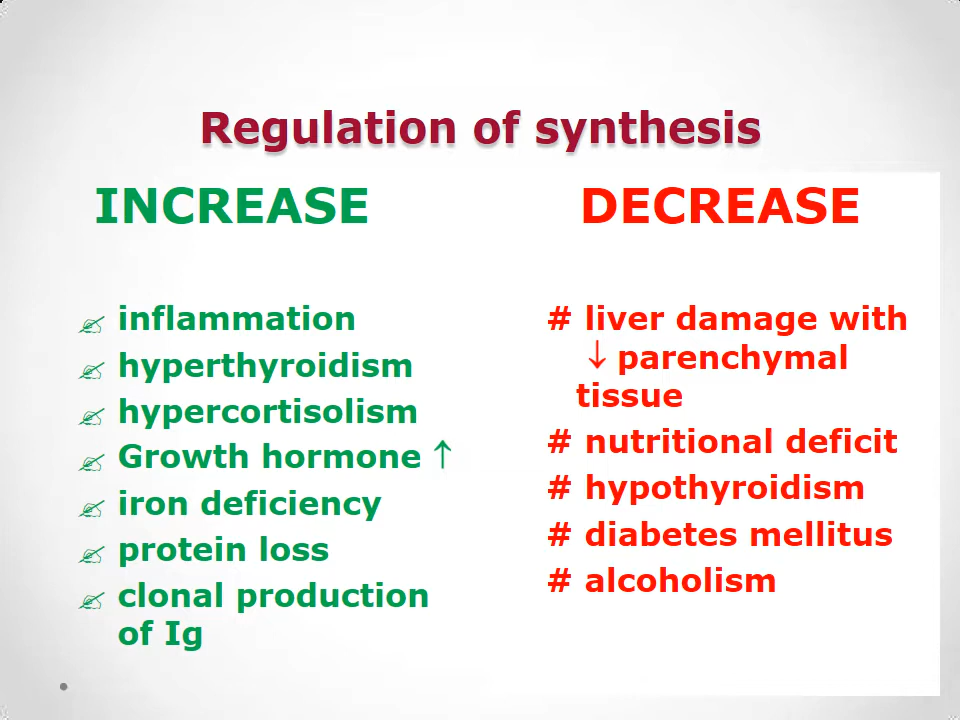 Regulation of synthesis
INCREASE
inflammation
hyperthyroidism
hypercortisolism
Growth hormone ↑
iron deficiency
protein loss
clonal production
of Ig
DECREASE
# liver damage with
↓ parenchymal
tissue
# nutritional deficit
# hypothyroidism
# diabetes mellitus
# alcoholism